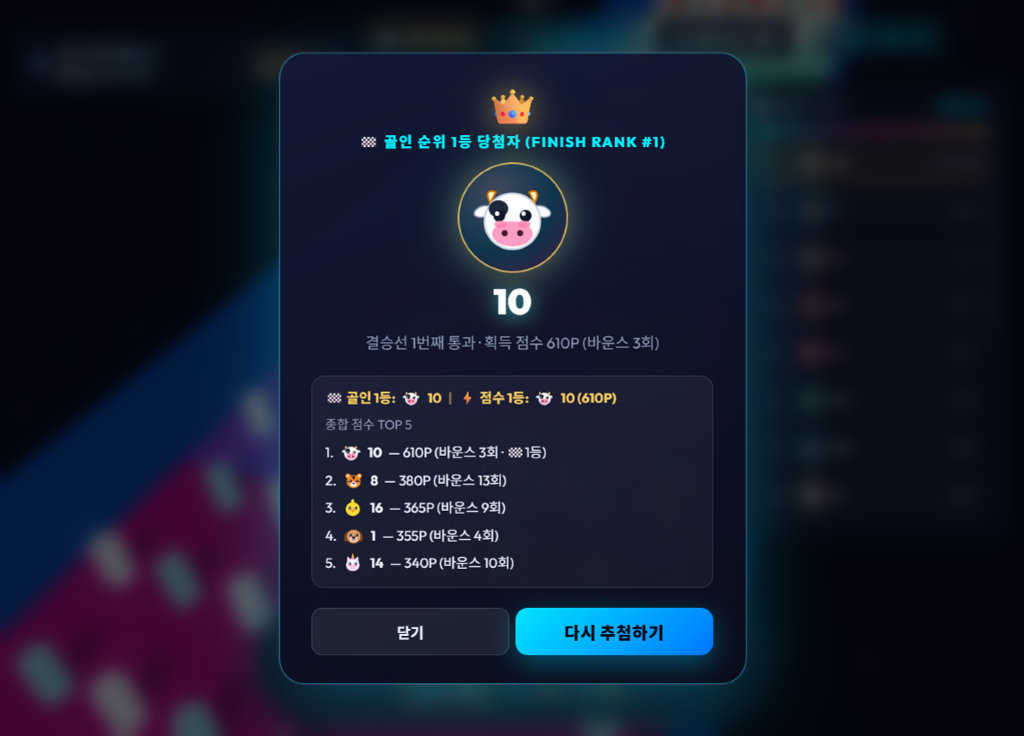 골인 순위 1등 당첨자 (FINISH RANK #1)
10
결승선 1번째 통과 · 획득 점수 610P (바운스 3회)
골인 1등: 10 | 점수 1등: 10 (610P)
종합 점수 TOP 5
1. 10 — 610P (바운스 3회 · 1등)
2. 8 — 380P (바운스 13회)
3. 16 — 365P (바운스 9회)
4. 1 — 355P (바운스 4회)
5. 14 — 340P (바운스 10회)
닫기
다시 추첨하기